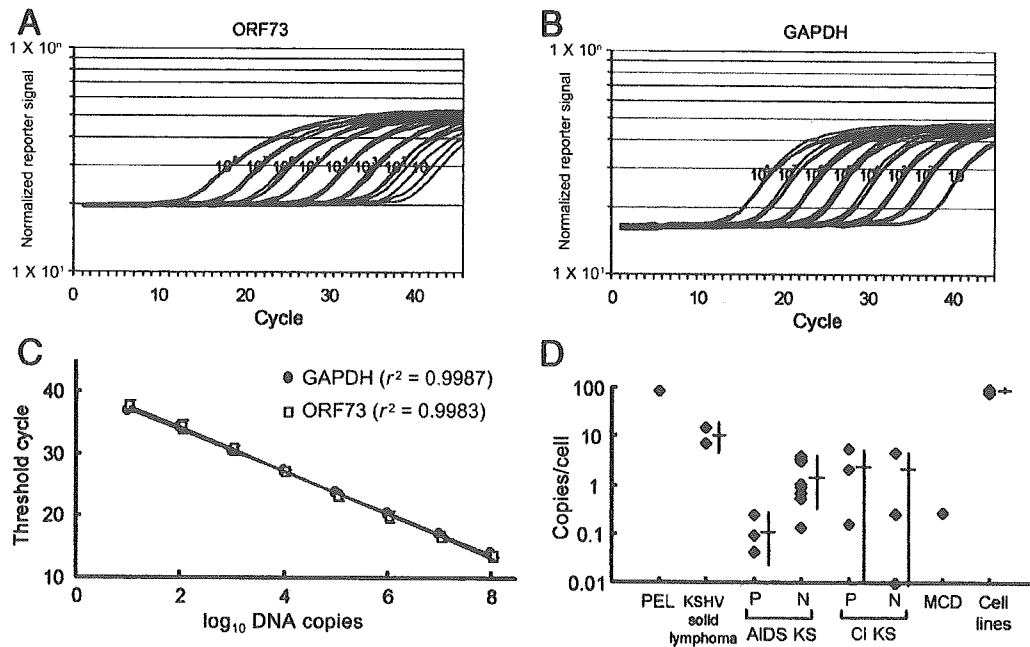 A
ORF73
1 X 10ⁿ
Normalized reporter signal
1 X 10¹
0 10 20 30 40
Cycle
B
GAPDH
1 X 10ⁿ
Normalized reporter signal
1 X 10¹
0 10 20 30 40
Cycle
C
GAPDH (r² = 0.9987)
ORF73 (r² = 0.9983)
Threshold cycle
40
30
20
10
0 2 4 6 8
log₁₀ DNA copies
D
Copies/cell
100
10
1
0.1
0.01
PEL
KSHV
solid
lymphoma
P N
AIDS KS
P N
Cl KS
MCD
Cell
lines